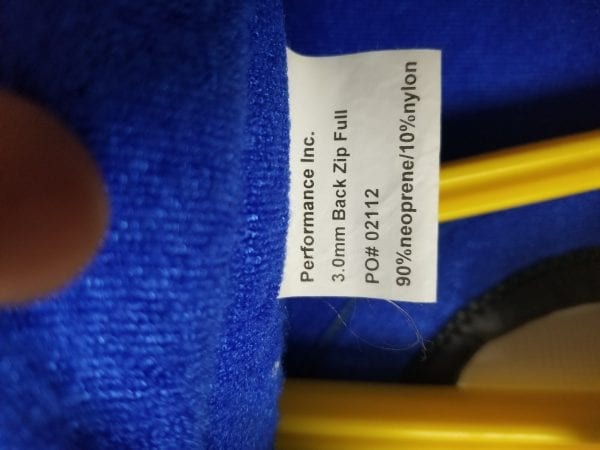 Performance Inc.
3.0mm Back Zip Full
PO# 02112
90%neoprene/10%nylon